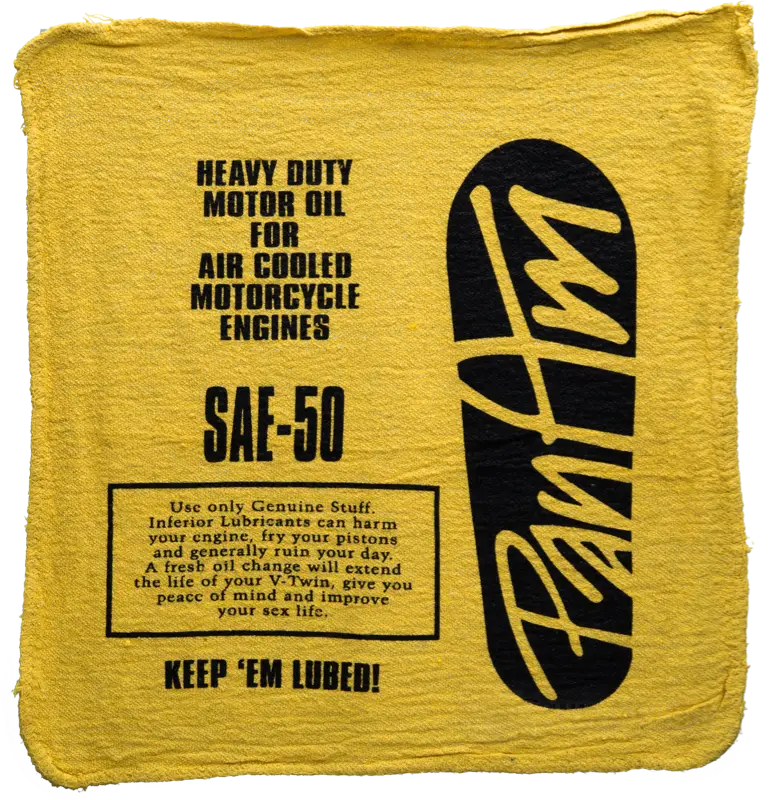 HEAVY DUTY
MOTOR OIL
FOR
AIR COOLED
MOTORCYCLE
ENGINES
SAE-50
Use only Genuine Stuff.
Inferior Lubricants can harm
your engine, fry your pistons
and generally ruin your day.
A fresh oil change will extend
the life of your V-Twin, give you
peace of mind and improve
your sex life.
KEEP ‘EM LUBED!